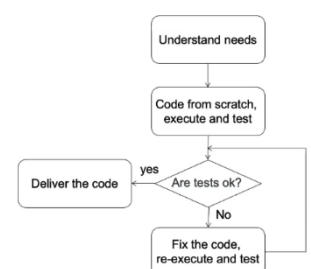 Understand needs
Code from scratch,
execute and test
yes
Deliver the code
Are tests ok?
No
Fix the code,
re-execute and test